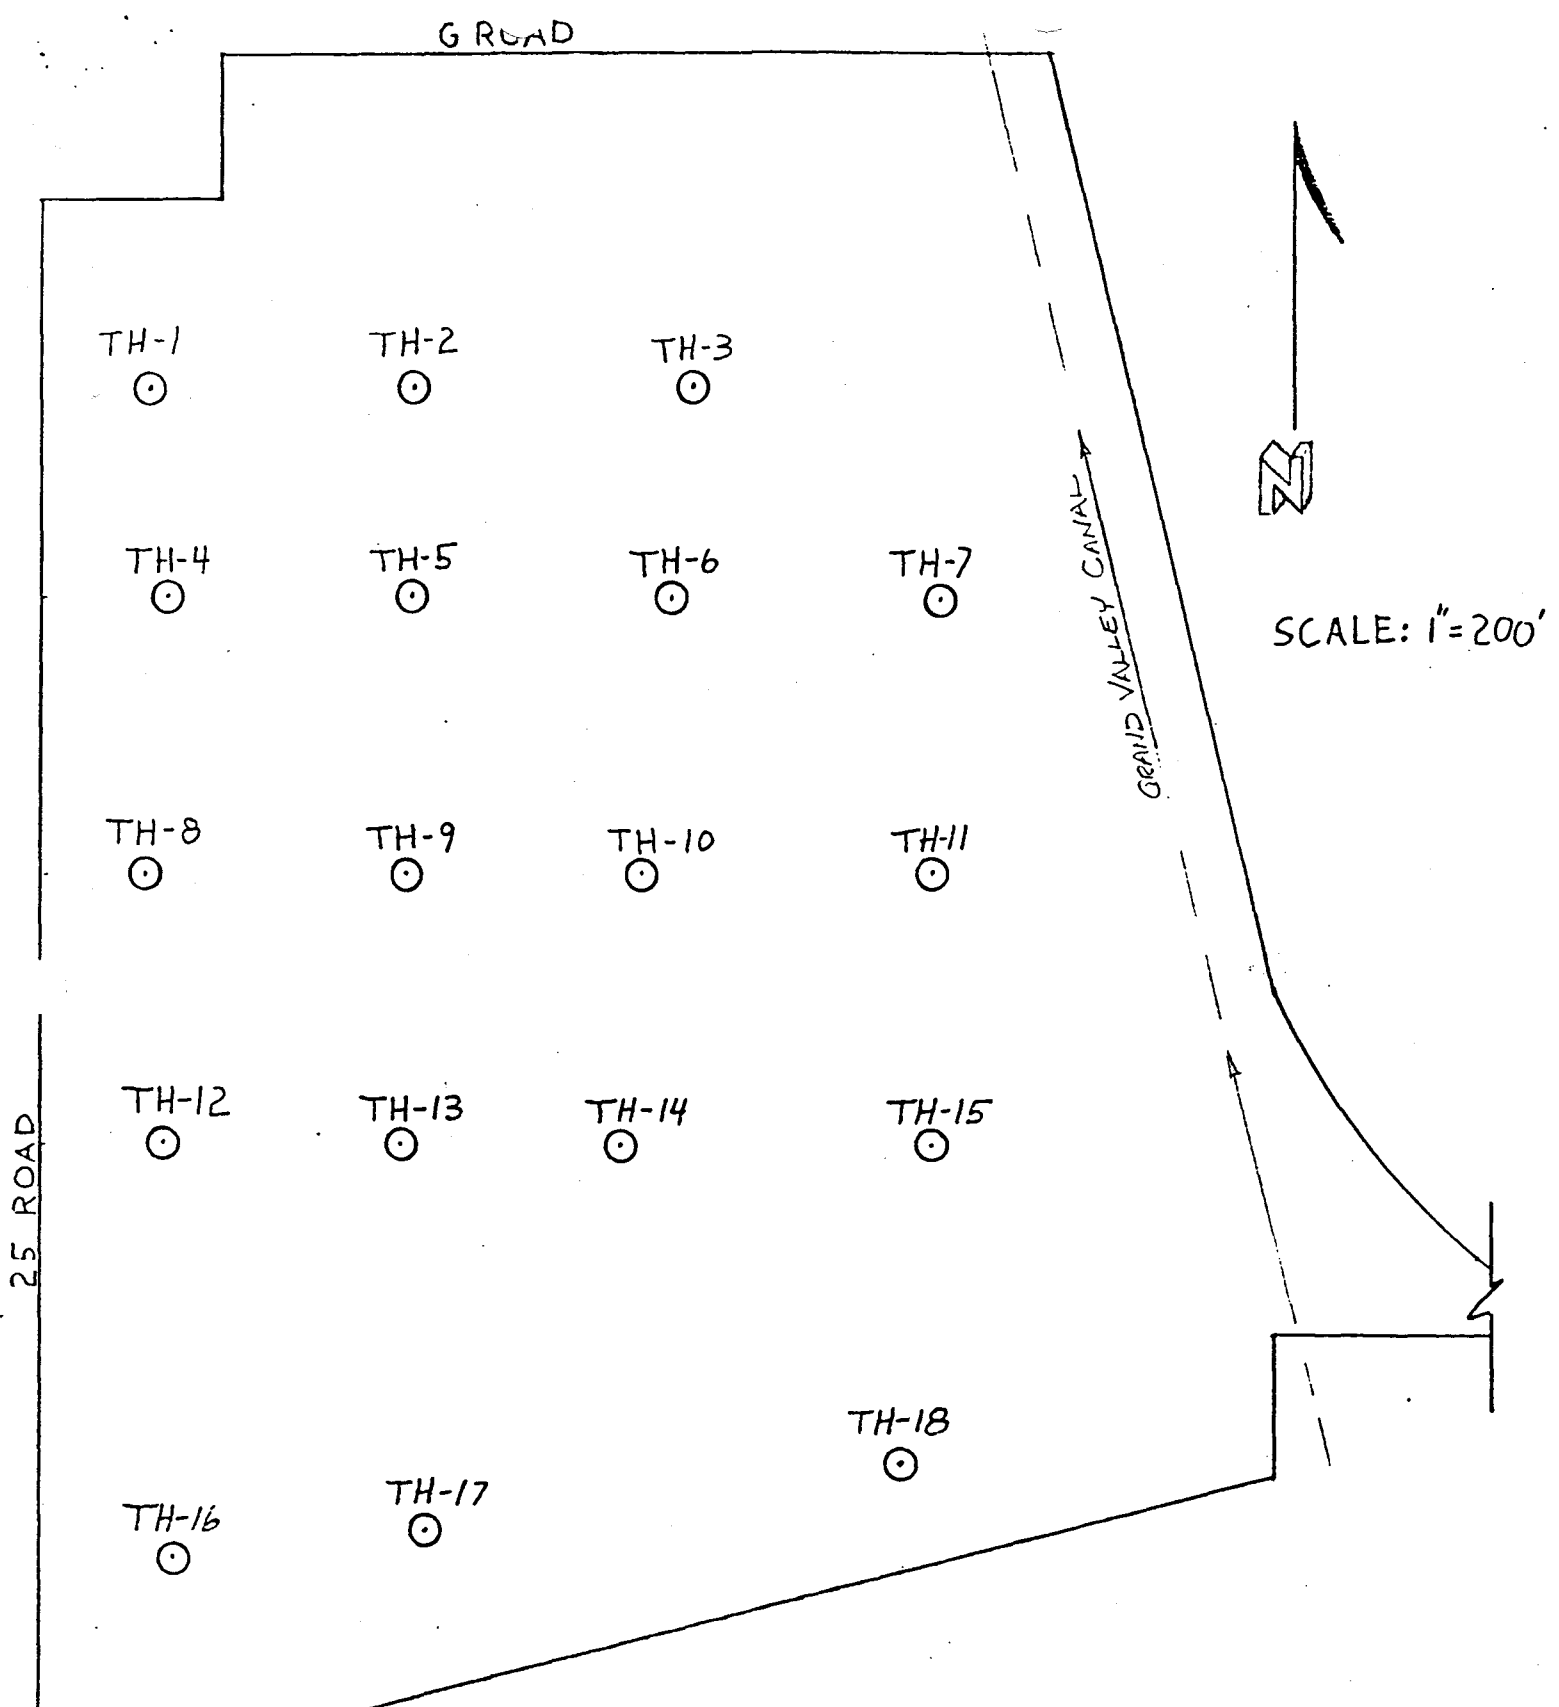 G ROAD
TH-1
TH-2
TH-3
N
TH-4
TH-5
TH-6
TH-7
GRAND VALLEY CANAL
SCALE: 1"=200'
TH-8
TH-9
TH-10
TH-11
TH-12
TH-13
TH-14
TH-15
25 ROAD
TH-18
TH-17
TH-16